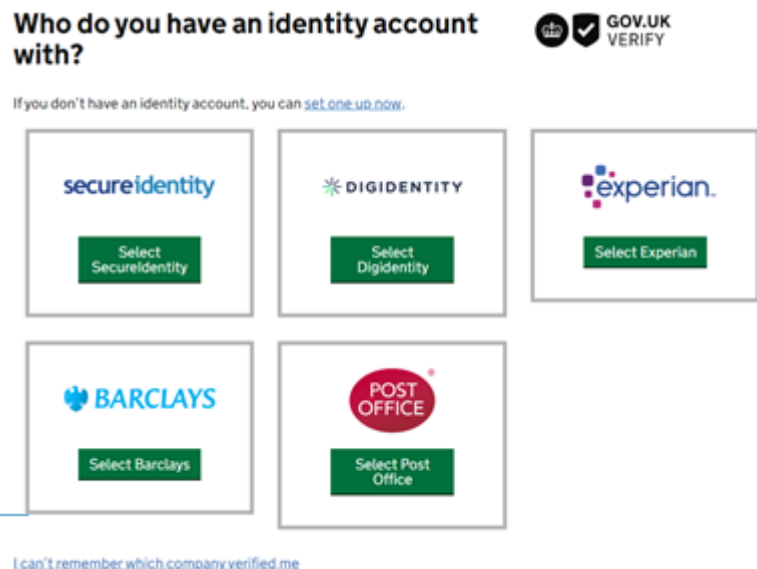 Who do you have an identity account
with?
GOV.UK
VERIFY
If you don't have an identity account, you can set one up now.
secureidentity
DIGIDENTITY
experian.
Select
SecureIdentity
Select
Digidentity
Select Experian
BARCLAYS
POST
OFFICE
®
Select Barclays
Select Post
Office
I can't remember which company verified me